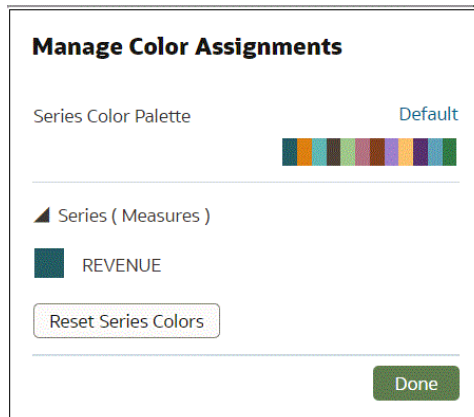 Manage Color Assignments
Series Color Palette Default
Series ( Measures )
REVENUE
Reset Series Colors
Done